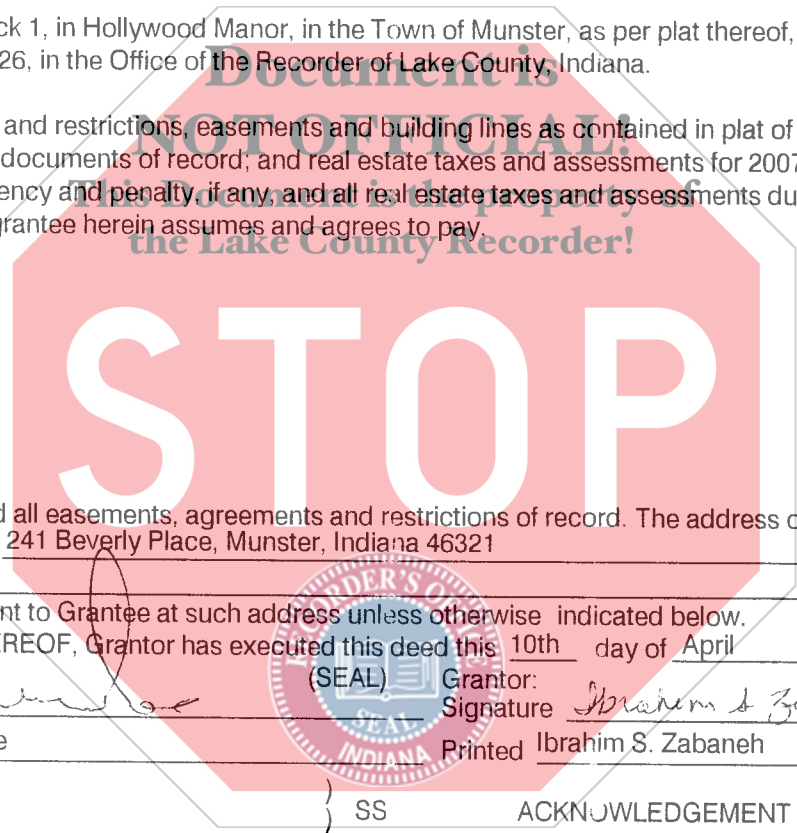 ck 1, in Hollywood Manor, in the Town of Munster, as per plat thereof,
26, in the Office of the Recorder of Lake County, Indiana.
Document is
NOT OFFICIAL!
and restrictions, easements and building lines as contained in plat of
documents of record; and real estate taxes and assessments for 2007
ency and penalty, if any, and all real estate taxes and assessments du
This Document is the property of
grantee herein assumes and agrees to pay.
the Lake County Recorder!
STOP
d all easements, agreements and restrictions of record. The address o
241 Beverly Place, Munster, Indiana 46321
nt to Grantee at such address unless otherwise indicated below.
EREOF, Grantor has executed this deed this 10th day of April
(SEAL) Grantor:
Signature Ibrahim S Za
e Printed Ibrahim S. Zabaneh
RECORDER'S OFFICE
SEAL
INDIANA
SS ACKNOWLEDGEMENT